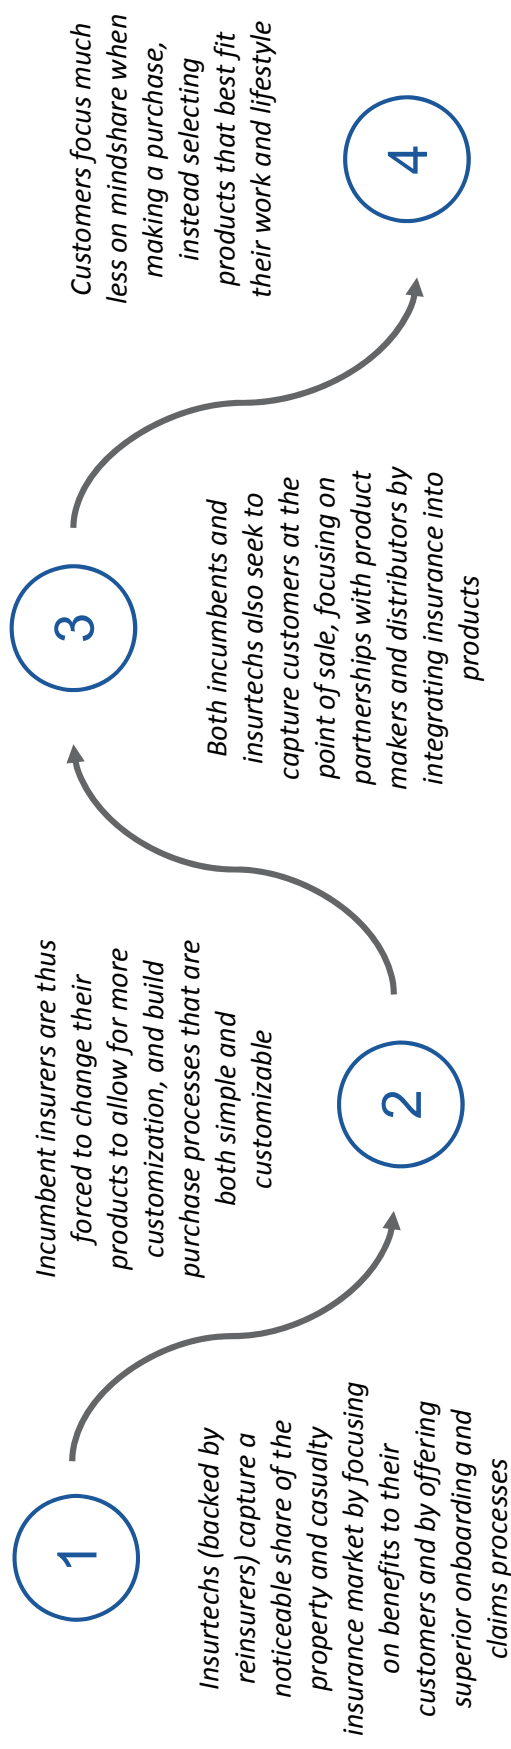 1
Insurtechs (backed by
reinsurers) capture a
noticeable share of the
property and casualty
insurance market by focusing
on benefits to their
customers and by offering
superior onboarding and
claims processes
Incumbent insurers are thus
forced to change their
products to allow for more
customization, and build
purchase processes that are
both simple and
customizable
2
3
Both incumbents and
insurtechs also seek to
capture customers at the
point of sale, focusing on
partnerships with product
makers and distributors by
integrating insurance into
products
Customers focus much
less on mindshare when
making a purchase,
instead selecting
products that best fit
their work and lifestyle
4